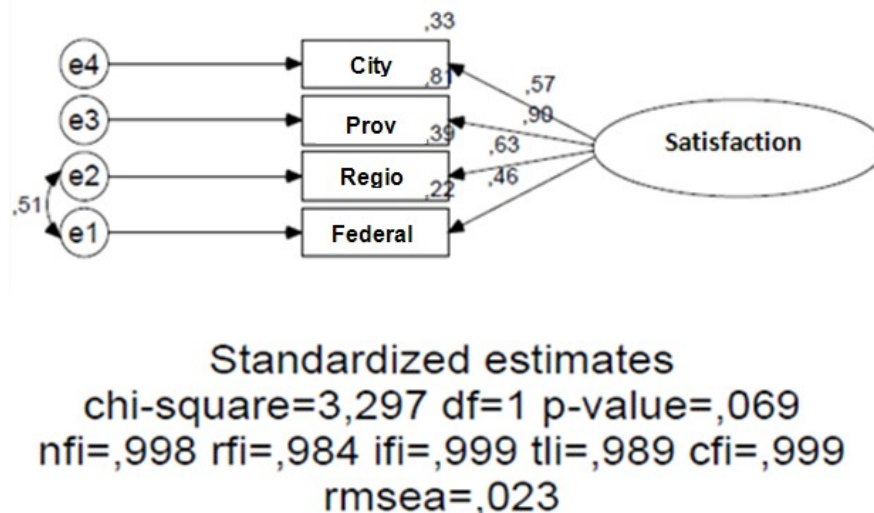 ,33
e4
City
,81
,57
e3
Prov
,90
,39
,63
Satisfaction
e2
Regio
,22
,46
,51
e1
Federal
Standardized estimates
chi-square=3,297 df=1 p-value=,069
nfi=,998 rfi=,984 ifi=,999 tli=,989 cfi=,999
rmsea=,023